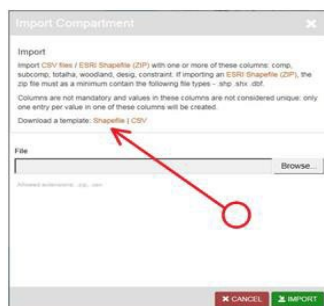 Import Compartment
Import
Import CSV files / ESRI Shapefile (ZIP) with one or more of these columns: comp,
subcomp, totalha, woodland, desig, constraint. If importing an ESRI Shapefile (ZIP), the
zip file must as a minimum contain the following file types - .shp .shx .dbf.
Columns are not mandatory and values in these columns are not considered unique: only
one entry per value in one of these columns will be created.
Download a template: Shapefile | CSV
File
Browse...
Allowed extensions: .zip, .csv
CANCEL
IMPORT